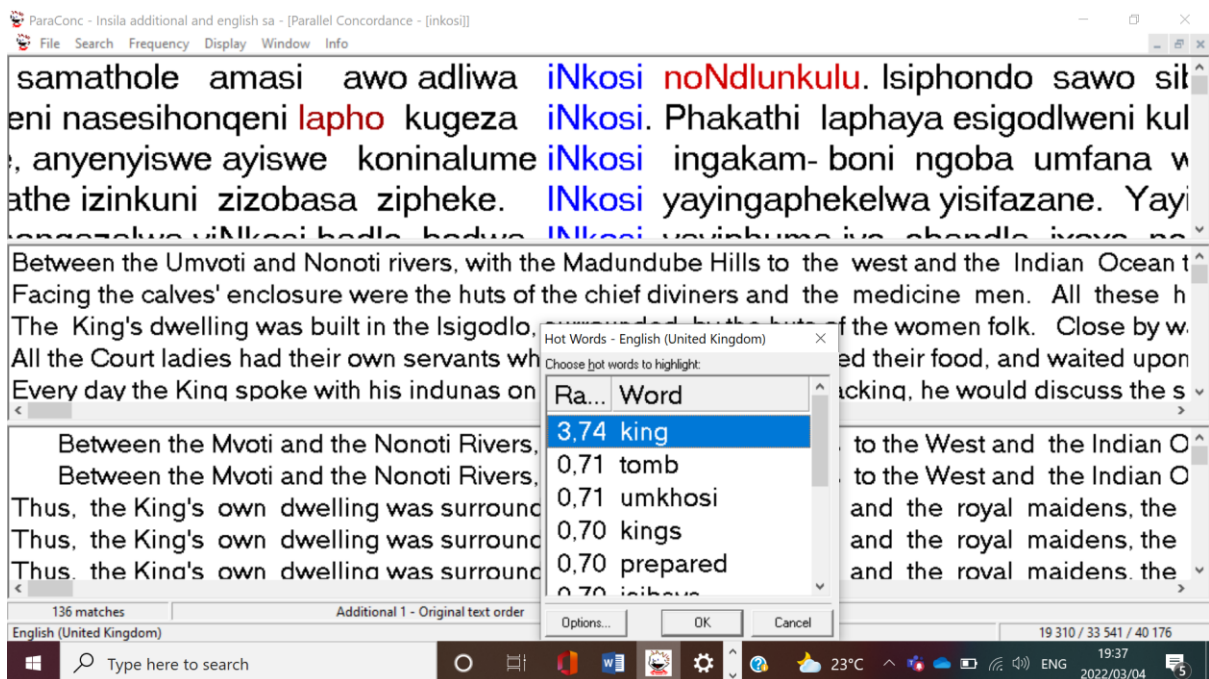 ParaConc - Insila additional and english sa - [Parallel Concordance - [inkosi]]
File Search Frequency Display Window Info
samathole amasi awo adliwa iNkosi noNdlunkulu. Isiphondo sawo
eni nasesihonqeni lapho kugeza iNkosi. Phakathi laphaya esigodlweni kul
, anyenyiswe ayiswe koninalume iNkosi ingakam- boni ngoba umfana w
athe izinkuni zizobasa zipheke. INkosi yayingaphekelwa yisifazane. Yayi
Between the Umvoti and Nonoti rivers, with the Madundube Hills to the west and the Indian Ocean t
Facing the calves' enclosure were the huts of the chief diviners and the medicine men. All these h
The King's dwelling was built in the Isigodlo, surrounded by the huts of the women folk. Close by w
All the Court ladies had their own servants wh ed their food, and waited upon
Every day the King spoke with his indunas on acking, he would discuss the s
Between the Mvoti and the Nonoti Rivers, to the West and the Indian O
Between the Mvoti and the Nonoti Rivers, to the West and the Indian O
Thus, the King's own dwelling was surround and the royal maidens, the
Thus, the King's own dwelling was surround and the royal maidens, the
Thus, the King's own dwelling was surround and the royal maidens, the
Hot Words - English (United Kingdom)
Choose hot words to highlight:
Ra... Word
3,74 king
0,71 tomb
0,71 umkhosi
0,70 kings
0,70 prepared
Options... OK Cancel
136 matches Additional 1 - Original text order
English (United Kingdom) 19 310 / 33 541 / 40 176
Type here to search 23°C ENG 19:37
2022/03/04
5